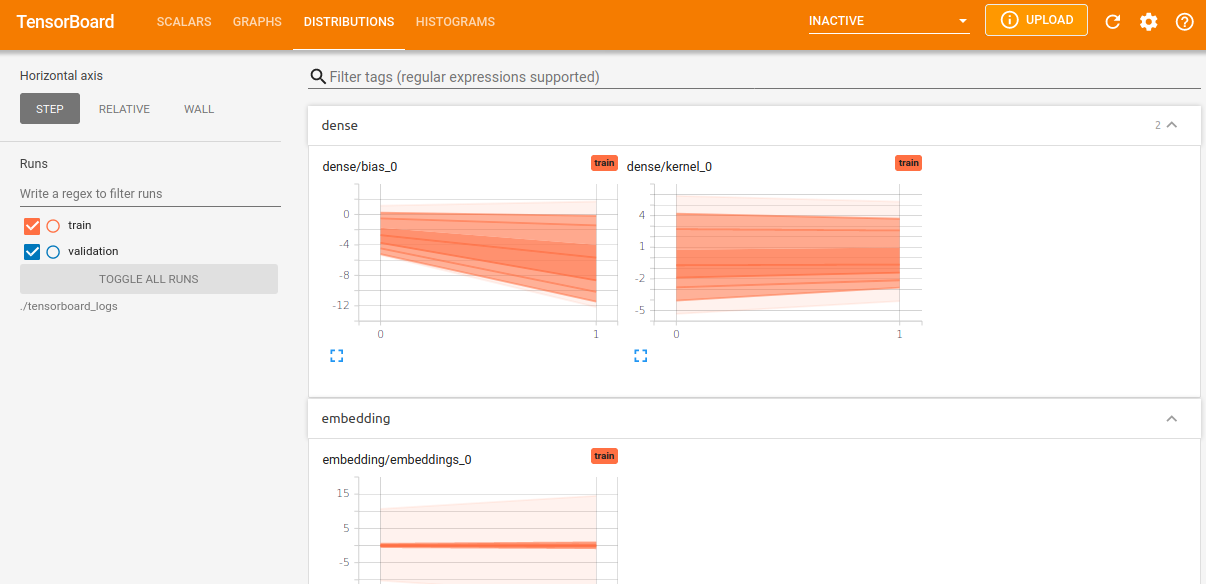 TensorBoard SCALARS GRAPHS DISTRIBUTIONS HISTOGRAMS INACTIVE UPLOAD
Horizontal axis
STEP RELATIVE WALL
Runs
Write a regex to filter runs
train
validation
TOGGLE ALL RUNS
./tensorboard_logs
Filter tags (regular expressions supported)
dense 2
dense/bias_0 train
0
-4
-8
-12
0 1
dense/kernel_0 train
4
1
-2
-5
0 1
embedding
embedding/embeddings_0 train
15
5
-5